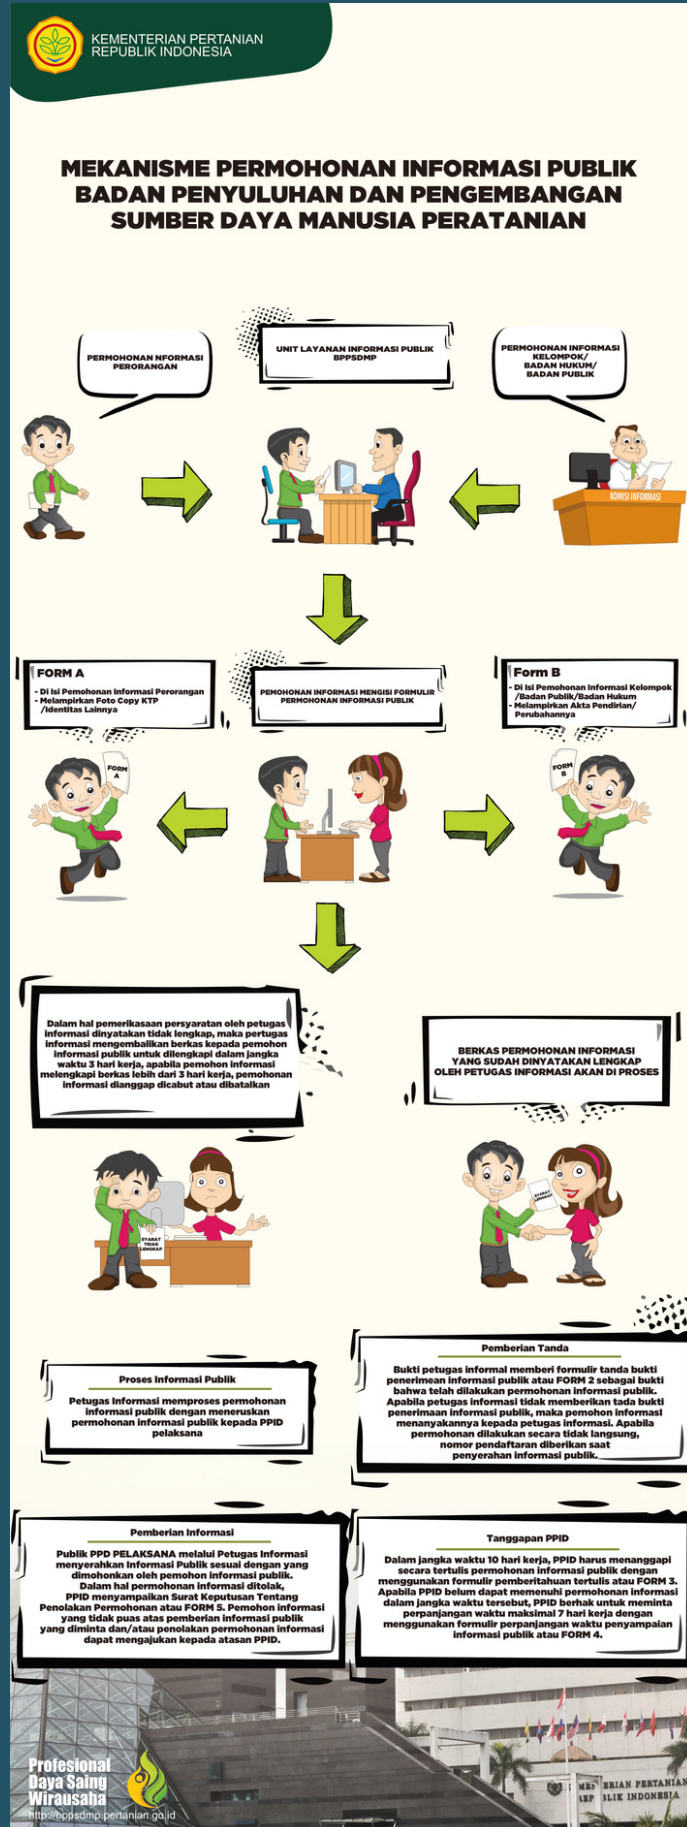 KEMENTERIAN PERTANIAN
REPUBLIK INDONESIA
MEKANISME PERMOHONAN INFORMASI PUBLIK
BADAN PENYULUHAN DAN PENGEMBANGAN
SUMBER DAYA MANUSIA PERATANIAN
PERMOHONAN NFORMASI
PERORANGAN
UNIT LAYANAN INFORMASI PUBLIK
BPPSDMP
PERMOHONAN INFORMASI
KELOMPOK/
BADAN HUKUM/
BADAN PUBLIK
KOMISI INFORMASI
FORM A
- Di Isi Pemohonan Informasi Perorangan
- Melampirkan Foto Copy KTP
/Identitas Lainnya
PEMOHONAN INFORMASI MENGISI FORMULIR
PERMOHONAN INFORMASI PUBLIK
Form B
- Di Isi Pemohonan Informasi Kelompok
/Badan Publik/Badan Hukum
- Melampirkan Akta Pendirian/
Perubahannya
FORM
A
FORM
B
Dalam hal pemerikasaan persyaratan oleh petugas
informasi dinyatakan tidak lengkap, maka pertugas
informasi mengembalikan berkas kepada pemohon
informasi publik untuk dilengkapi dalam jangka
waktu 3 hari kerja, apabila pemohon informasi
melengkapi berkas lebih dari 3 hari kerja, pemohonan
informasi dianggap dicabut atau dibatalkan
BERKAS PERMOHONAN INFORMASI
YANG SUDAH DINYATAKAN LENGKAP
OLEH PETUGAS INFORMASI AKAN DI PROSES
SYARAT
TIDAK
LENGKAP
SYARAT
LENGKAP
Proses Informasi Publik
Petugas Informasi memproses permohonan
informasi publik dengan meneruskan
permohonan informasi publik kepada PPID
pelaksana
Pemberian Tanda
Bukti petugas informal memberi formulir tanda bukti
penerimean informasi publik atau FORM 2 sebagai bukti
bahwa telah dilakukan permohonan informasi publik.
Apabila petugas informasi tidak memberikan tada bukti
penerimaan informasi publik, maka pemohon informasI
menanyakannya kepada petugas informasi. Apabila
permohonan dilakukan secara tidak langsung,
nomor pendaftaran diberikan saat
penyerahan informasi publik.
Pemberian Informasi
Publik PPD PELAKSANA melalui Petugas Informasi
menyerahkan Informasi Publik sesuai dengan yang
dimohonkan oleh pemohon informasi publik.
Dalam hal permohonan informasi ditolak,
PPID menyampaikan Surat Keputusan Tentang
Penolakan Permohonan atau FORM 5. Pemohon Informasi
yang tidak puas atas pemberian informasi publik
yang diminta dan/atau penolakan permohonan informasi
dapat mengajukan kepada atasan PPID.
Tanggapan PPID
Dalam jangka waktu 10 hari kerja, PPID harus menanggapi
secara tertulis permohonan informasi publik dengan
menggunakan formulir pemberitahuan tertulis atau FORM 3.
Apabila PPID belum dapat memenuhi permohonan informasi
dalam jangka waktu tersebut, PPID berhak untuk meminta
perpanjangan waktu maksimal 7 hari kerja dengan
menggunakan formulir perpanjangan waktu penyampaian
informasi publik atau FORM 4.
Profesional
Daya Saing
Wirausaha
http://bppsdmp.pertanian.go.id
ERIAN PERTANIAN
BLIK INDONESIA